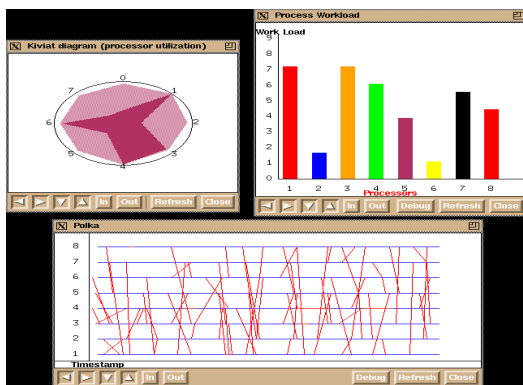 Process Workload
Work Load
9
8
7
6
5
4
3
2
1
0
1 2 3 4 5 6 7 8
Processors
In Out Debug Refresh Close
Kiviat diagram (processor utilization)
0
7 1
6 2
5 3
4
In Out Refresh Close
Polka
8
7
6
5
4
3
2
1
Timestamp
In Out Debug Refresh Close